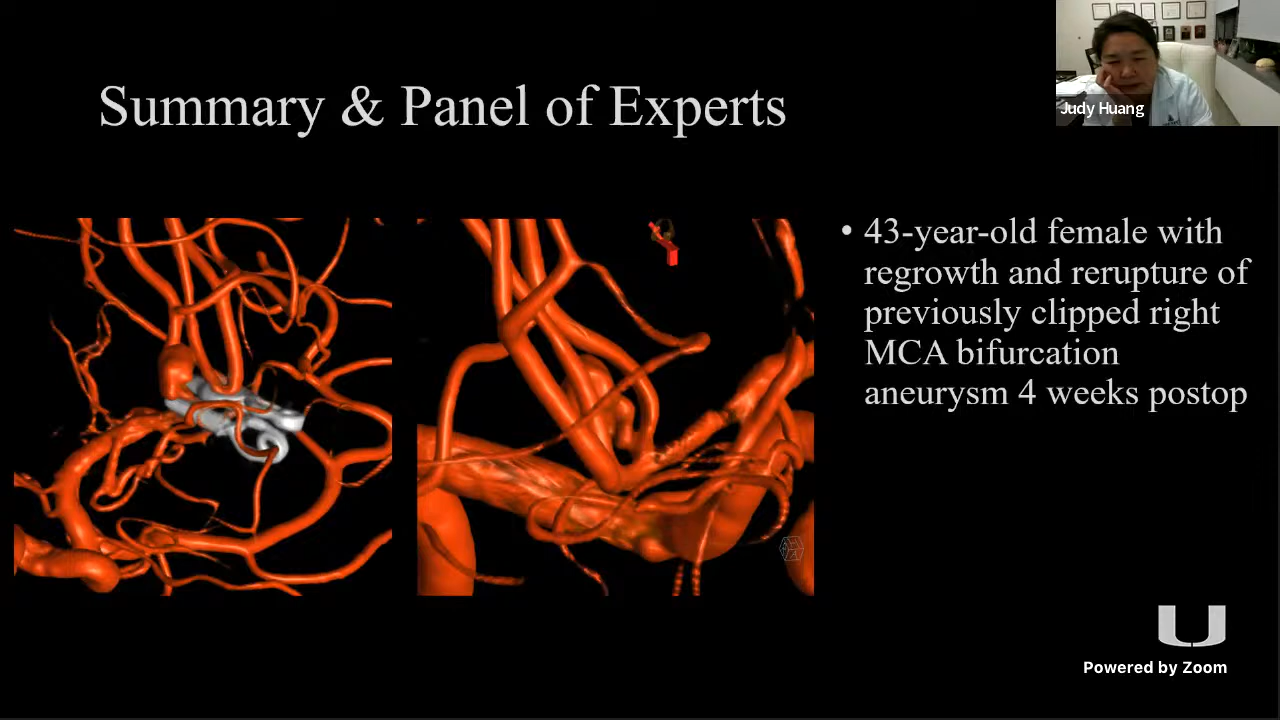 Judy Huang
Summary & Panel of Experts
• 43-year-old female with
regrowth and rerupture of
previously clipped right
MCA bifurcation
aneurysm 4 weeks postop
U
Powered by Zoom